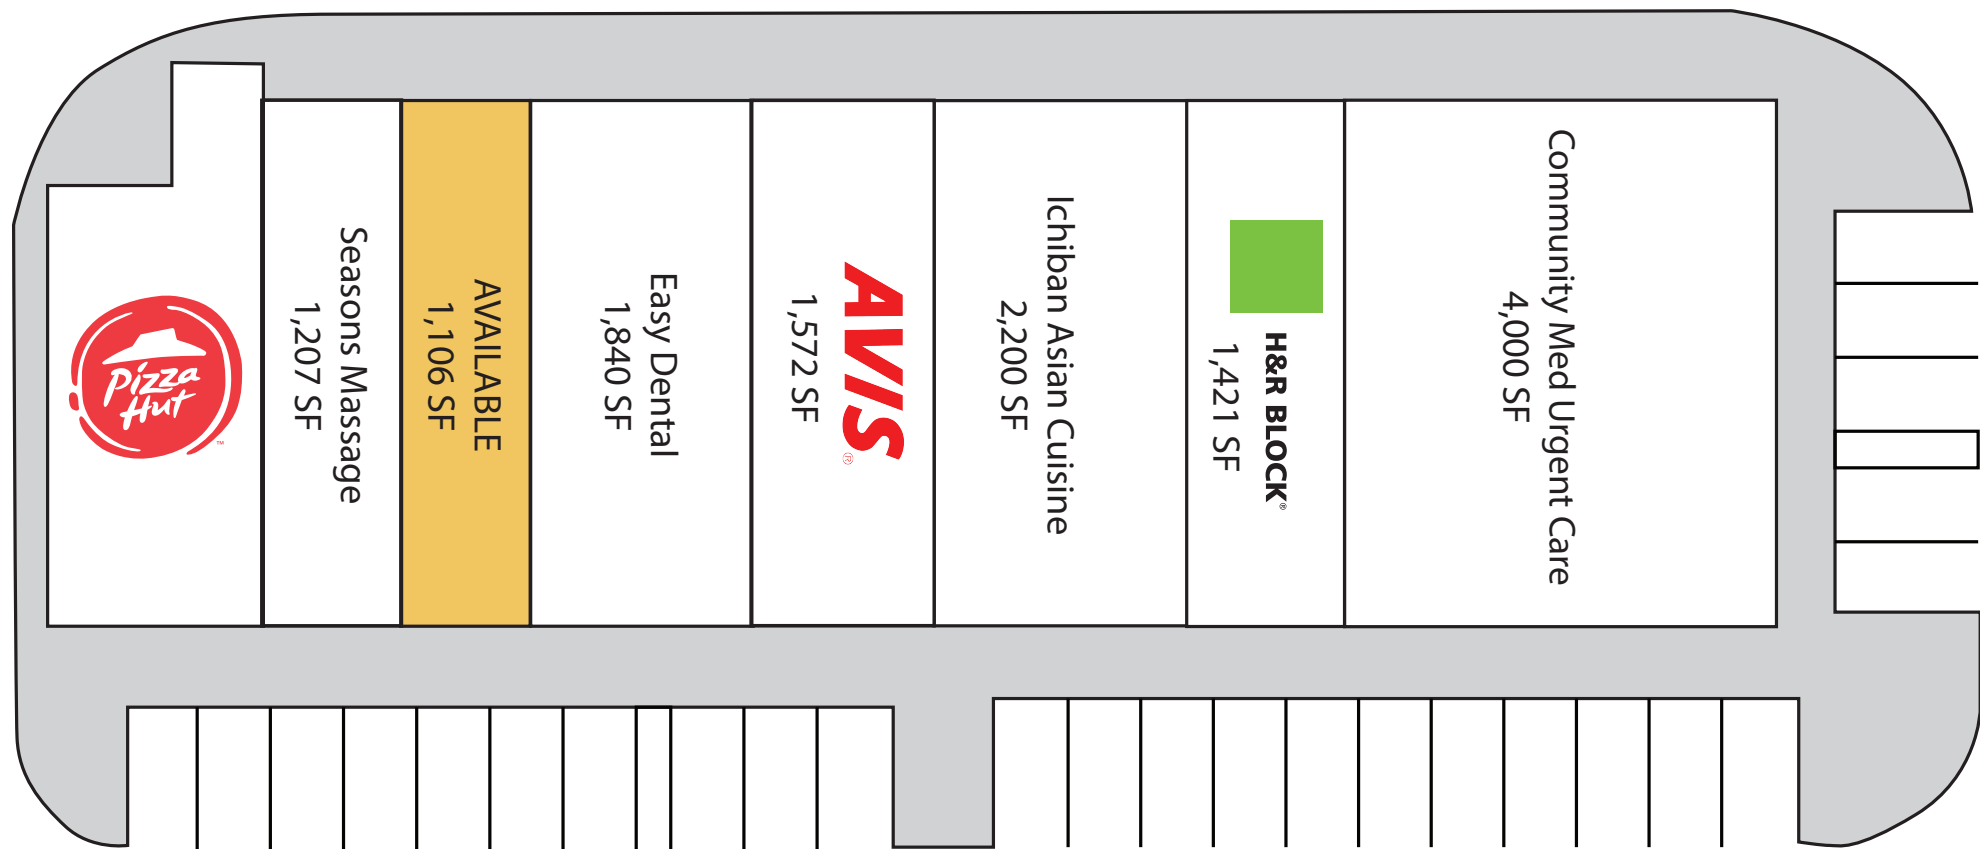 Pizza
Hut
™
Seasons Massage
1,207 SF
AVAILABLE
1,106 SF
Easy Dental
1,840 SF
AVIS®
1,572 SF
Ichiban Asian Cuisine
2,200 SF
H&R BLOCK®
1,421 SF
Community Med Urgent Care
4,000 SF